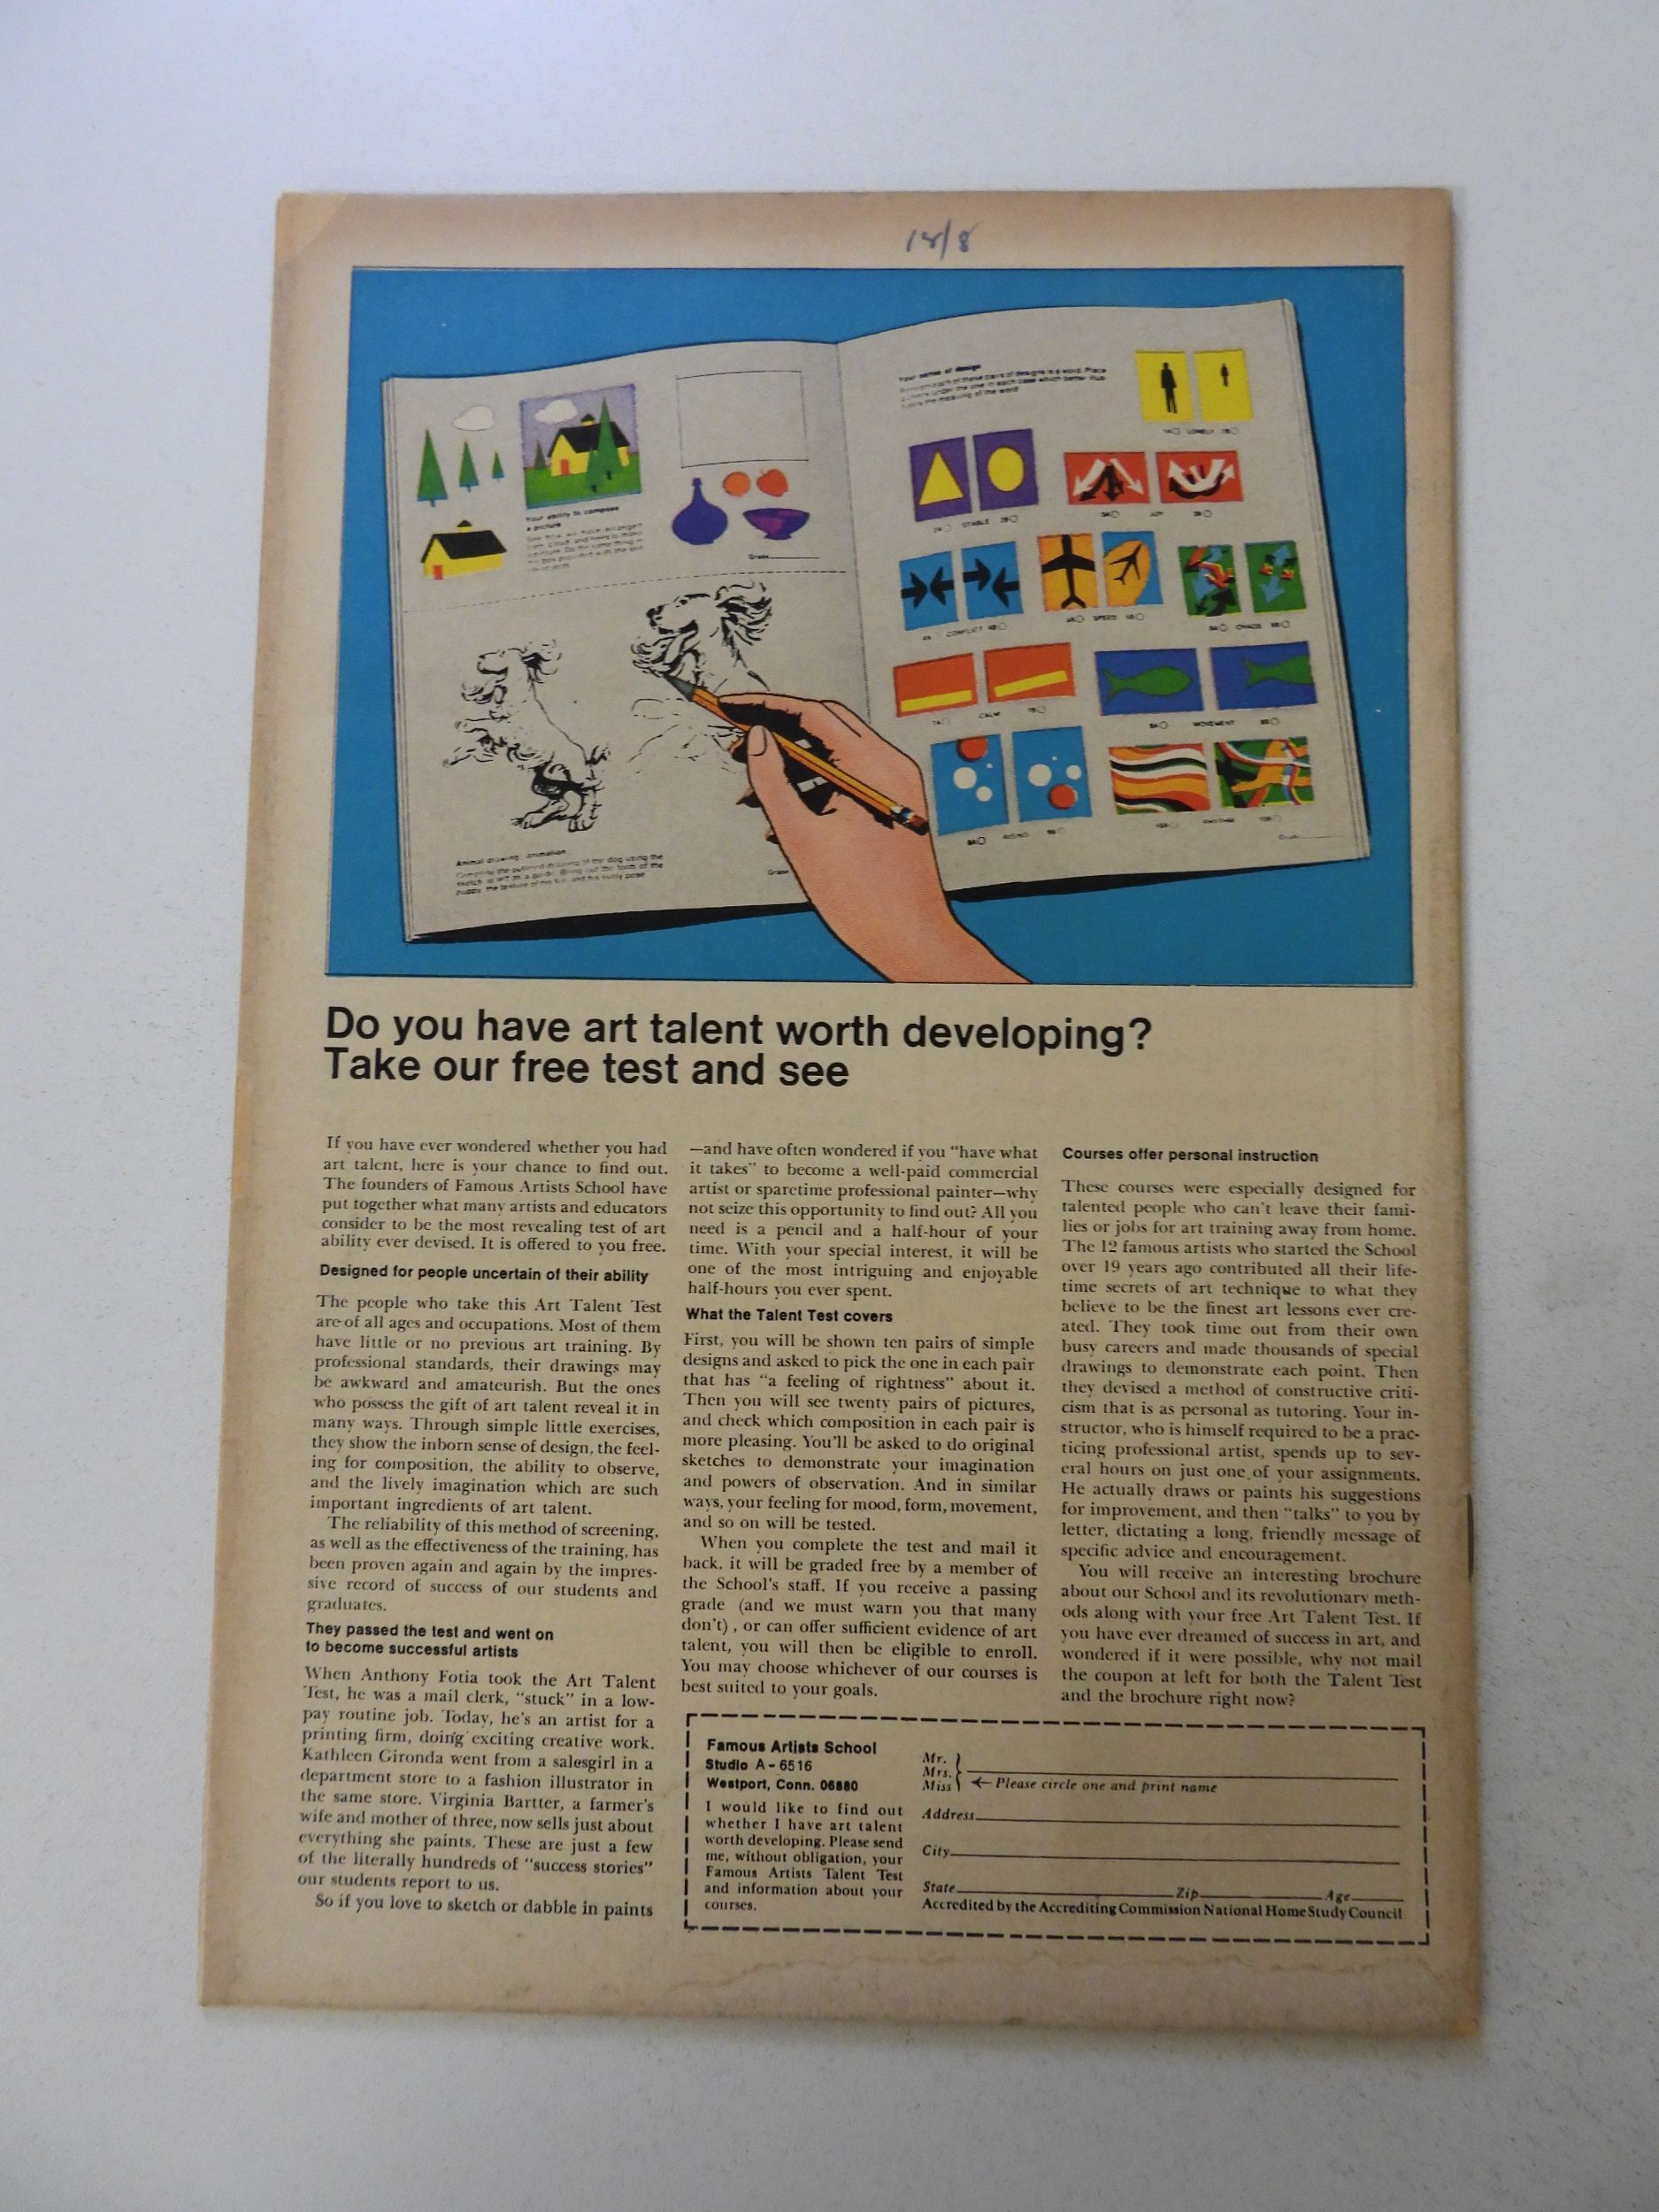 Your ability to compose
a picture
Grade
Animal drawing animation
Your sense of design
LONELY
STABLE
JOY
CONFLICT
SPEED
CHAOS
CALM
MOVEMENT
RISING
Do you have art talent worth developing?
Take our free test and see
If you have ever wondered whether you had
art talent, here is your chance to find out.
The founders of Famous Artists School have
put together what many artists and educators
consider to be the most revealing test of art
ability ever devised. It is offered to you free.
Designed for people uncertain of their ability
The people who take this Art Talent Test
are of all ages and occupations. Most of them
have little or no previous art training. By
professional standards, their drawings may
be awkward and amateurish. But the ones
who possess the gift of art talent reveal it in
many ways. Through simple little exercises,
they show the inborn sense of design, the feel-
ing for composition, the ability to observe,
and the lively imagination which are such
important ingredients of art talent.
The reliability of this method of screening,
as well as the effectiveness of the training, has
been proven again and again by the impres-
sive record of success of our students and
graduates.
They passed the test and went on
to become successful artists
When Anthony Fotia took the Art Talent
Test, he was a mail clerk, "stuck" in a low-
pay routine job. Today, he's an artist for a
printing firm, doing exciting creative work.
Kathleen Gironda went from a salesgirl in a
department store to a fashion illustrator in
the same store. Virginia Bartter, a farmer's
wife and mother of three, now sells just about
everything she paints. These are just a few
of the literally hundreds of "success stories"
our students report to us.
So if you love to sketch or dabble in paints
—and have often wondered if you "have what
it takes" to become a well-paid commercial
artist or sparetime professional painter—why
not seize this opportunity to find out? All you
need is a pencil and a half-hour of your
time. With your special interest, it will be
one of the most intriguing and enjoyable
half-hours you ever spent.
What the Talent Test covers
First, you will be shown ten pairs of simple
designs and asked to pick the one in each pair
that has "a feeling of rightness" about it.
Then you will see twenty pairs of pictures,
and check which composition in each pair is
more pleasing. You'll be asked to do original
sketches to demonstrate your imagination
and powers of observation. And in similar
ways, your feeling for mood, form, movement,
and so on will be tested.
When you complete the test and mail it
back, it will be graded free by a member of
the School's staff. If you receive a passing
grade (and we must warn you that many
don't), or can offer sufficient evidence of art
talent, you will then be eligible to enroll.
You may choose whichever of our courses is
best suited to your goals.
Courses offer personal instruction
These courses were especially designed for
talented people who can't leave their fami-
lies or jobs for art training away from home.
The 12 famous artists who started the School
over 19 years ago contributed all their life-
time secrets of art technique to what they
believe to be the finest art lessons ever cre-
ated. They took time out from their own
busy careers and made thousands of special
drawings to demonstrate each point. Then
they devised a method of constructive criti-
cism that is as personal as tutoring. Your in-
structor, who is himself required to be a prac-
ticing professional artist, spends up to sev-
eral hours on just one of your assignments.
He actually draws or paints his suggestions
for improvement, and then "talks" to you by
letter, dictating a long, friendly message of
specific advice and encouragement.
You will receive an interesting brochure
about our School and its revolutionary meth-
ods along with your free Art Talent Test. If
you have ever dreamed of success in art, and
wondered if it were possible, why not mail
the coupon at left for both the Talent Test
and the brochure right now?
Famous Artists School
Studio A-6516
Westport, Conn. 06880
I would like to find out
whether I have art talent
worth developing. Please send
me, without obligation, your
Famous Artists Talent Test
and information about your
courses.
Mr.
Mrs.
Miss ← Please circle one and print name
Address
City
State Zip Age
Accredited by the Accrediting Commission National Home Study Council